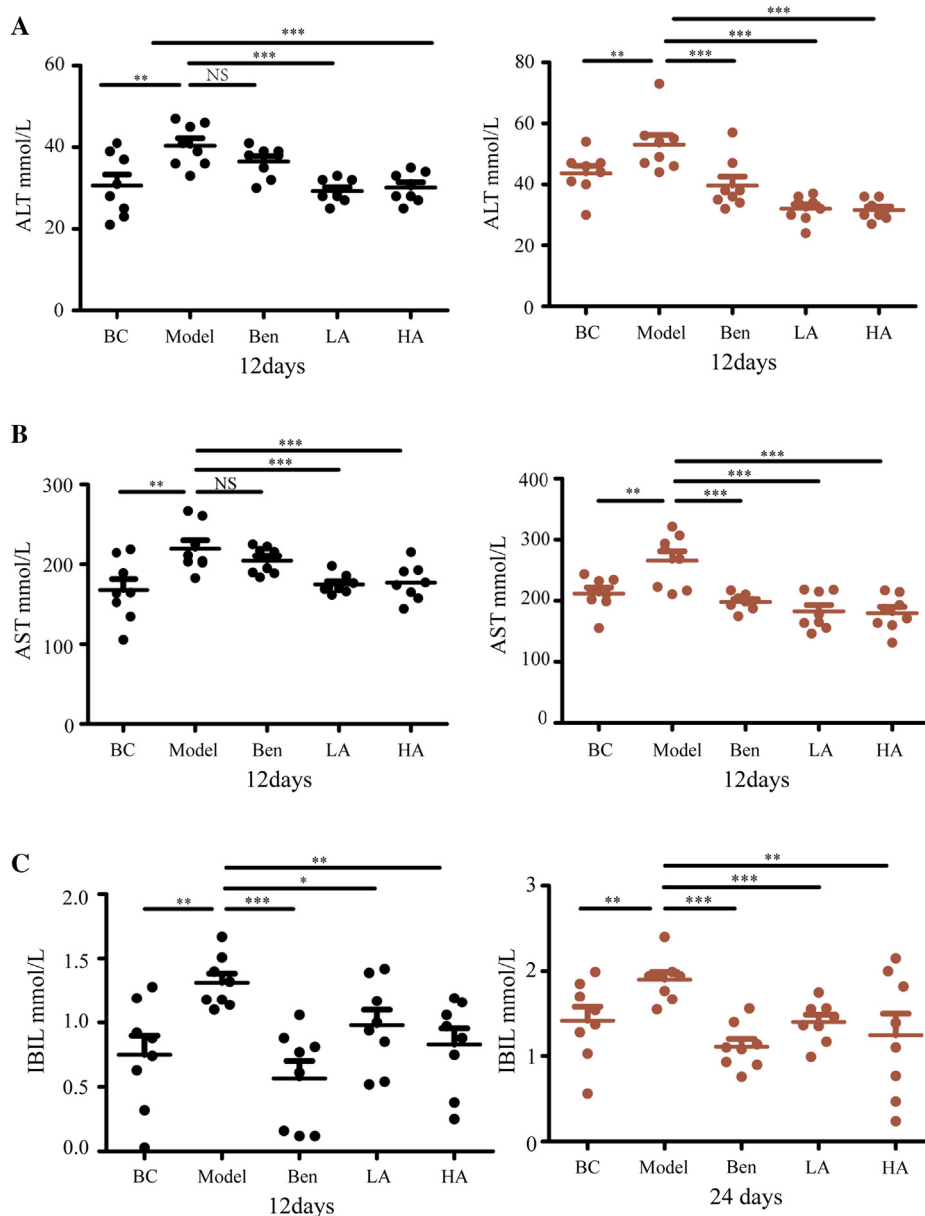 A
***
***
** NS
60
40
20
0
ALT mmol/L
BC Model Ben LA HA
12days
***
***
** ***
80
60
40
20
0
ALT mmol/L
BC Model Ben LA HA
12days
B
***
***
** NS
300
200
100
0
AST mmol/L
BC Model Ben LA HA
12days
***
***
** ***
400
300
200
100
0
AST mmol/L
BC Model Ben LA HA
12days
C
**
*
** ***
2.0
1.5
1.0
0.5
0.0
IBIL mmol/L
BC Model Ben LA HA
12days
**
***
** ***
3
2
1
0
IBIL mmol/L
BC Model Ben LA HA
24 days